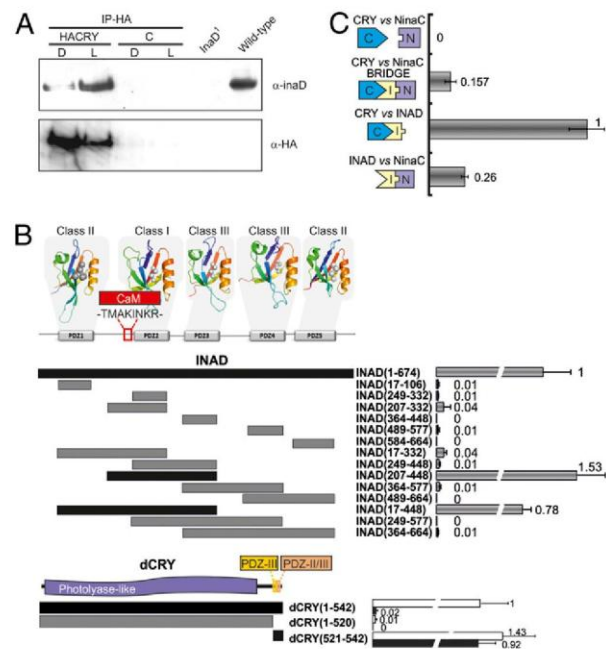 A
IP-HA
HACRY C
D L D L InaD¹ Wild-type
α-inaD
α-HA
C
CRY vs NinaC
C N
0
CRY vs NinaC
BRIDGE
C I N
0.157
CRY vs INAD
C I
1
INAD vs NinaC
I N
0.26
B
Class II Class I Class III Class III Class II
CaM
-TMAKINKR-
PDZ1 PDZ2 PDZ3 PDZ4 PDZ5
INAD
INAD(1-674) 1
INAD(17-106) 0.01
INAD(249-332) 0.01
INAD(207-332) 0.04
INAD(364-448) 0
INAD(489-577) 0.01
INAD(584-664) 0
INAD(17-332) 0.04
INAD(249-448) 0.01
INAD(207-448) 1.53
INAD(364-577) 0.01
INAD(489-664) 0
INAD(17-448) 0.78
INAD(249-577) 0
INAD(364-664) 0.01
dCRY
PDZ-III PDZ-II/III
Photolyase-like
dCRY(1-542) 1
0.02
dCRY(1-520) 0.01
0
dCRY(521-542) 1.43
0.92